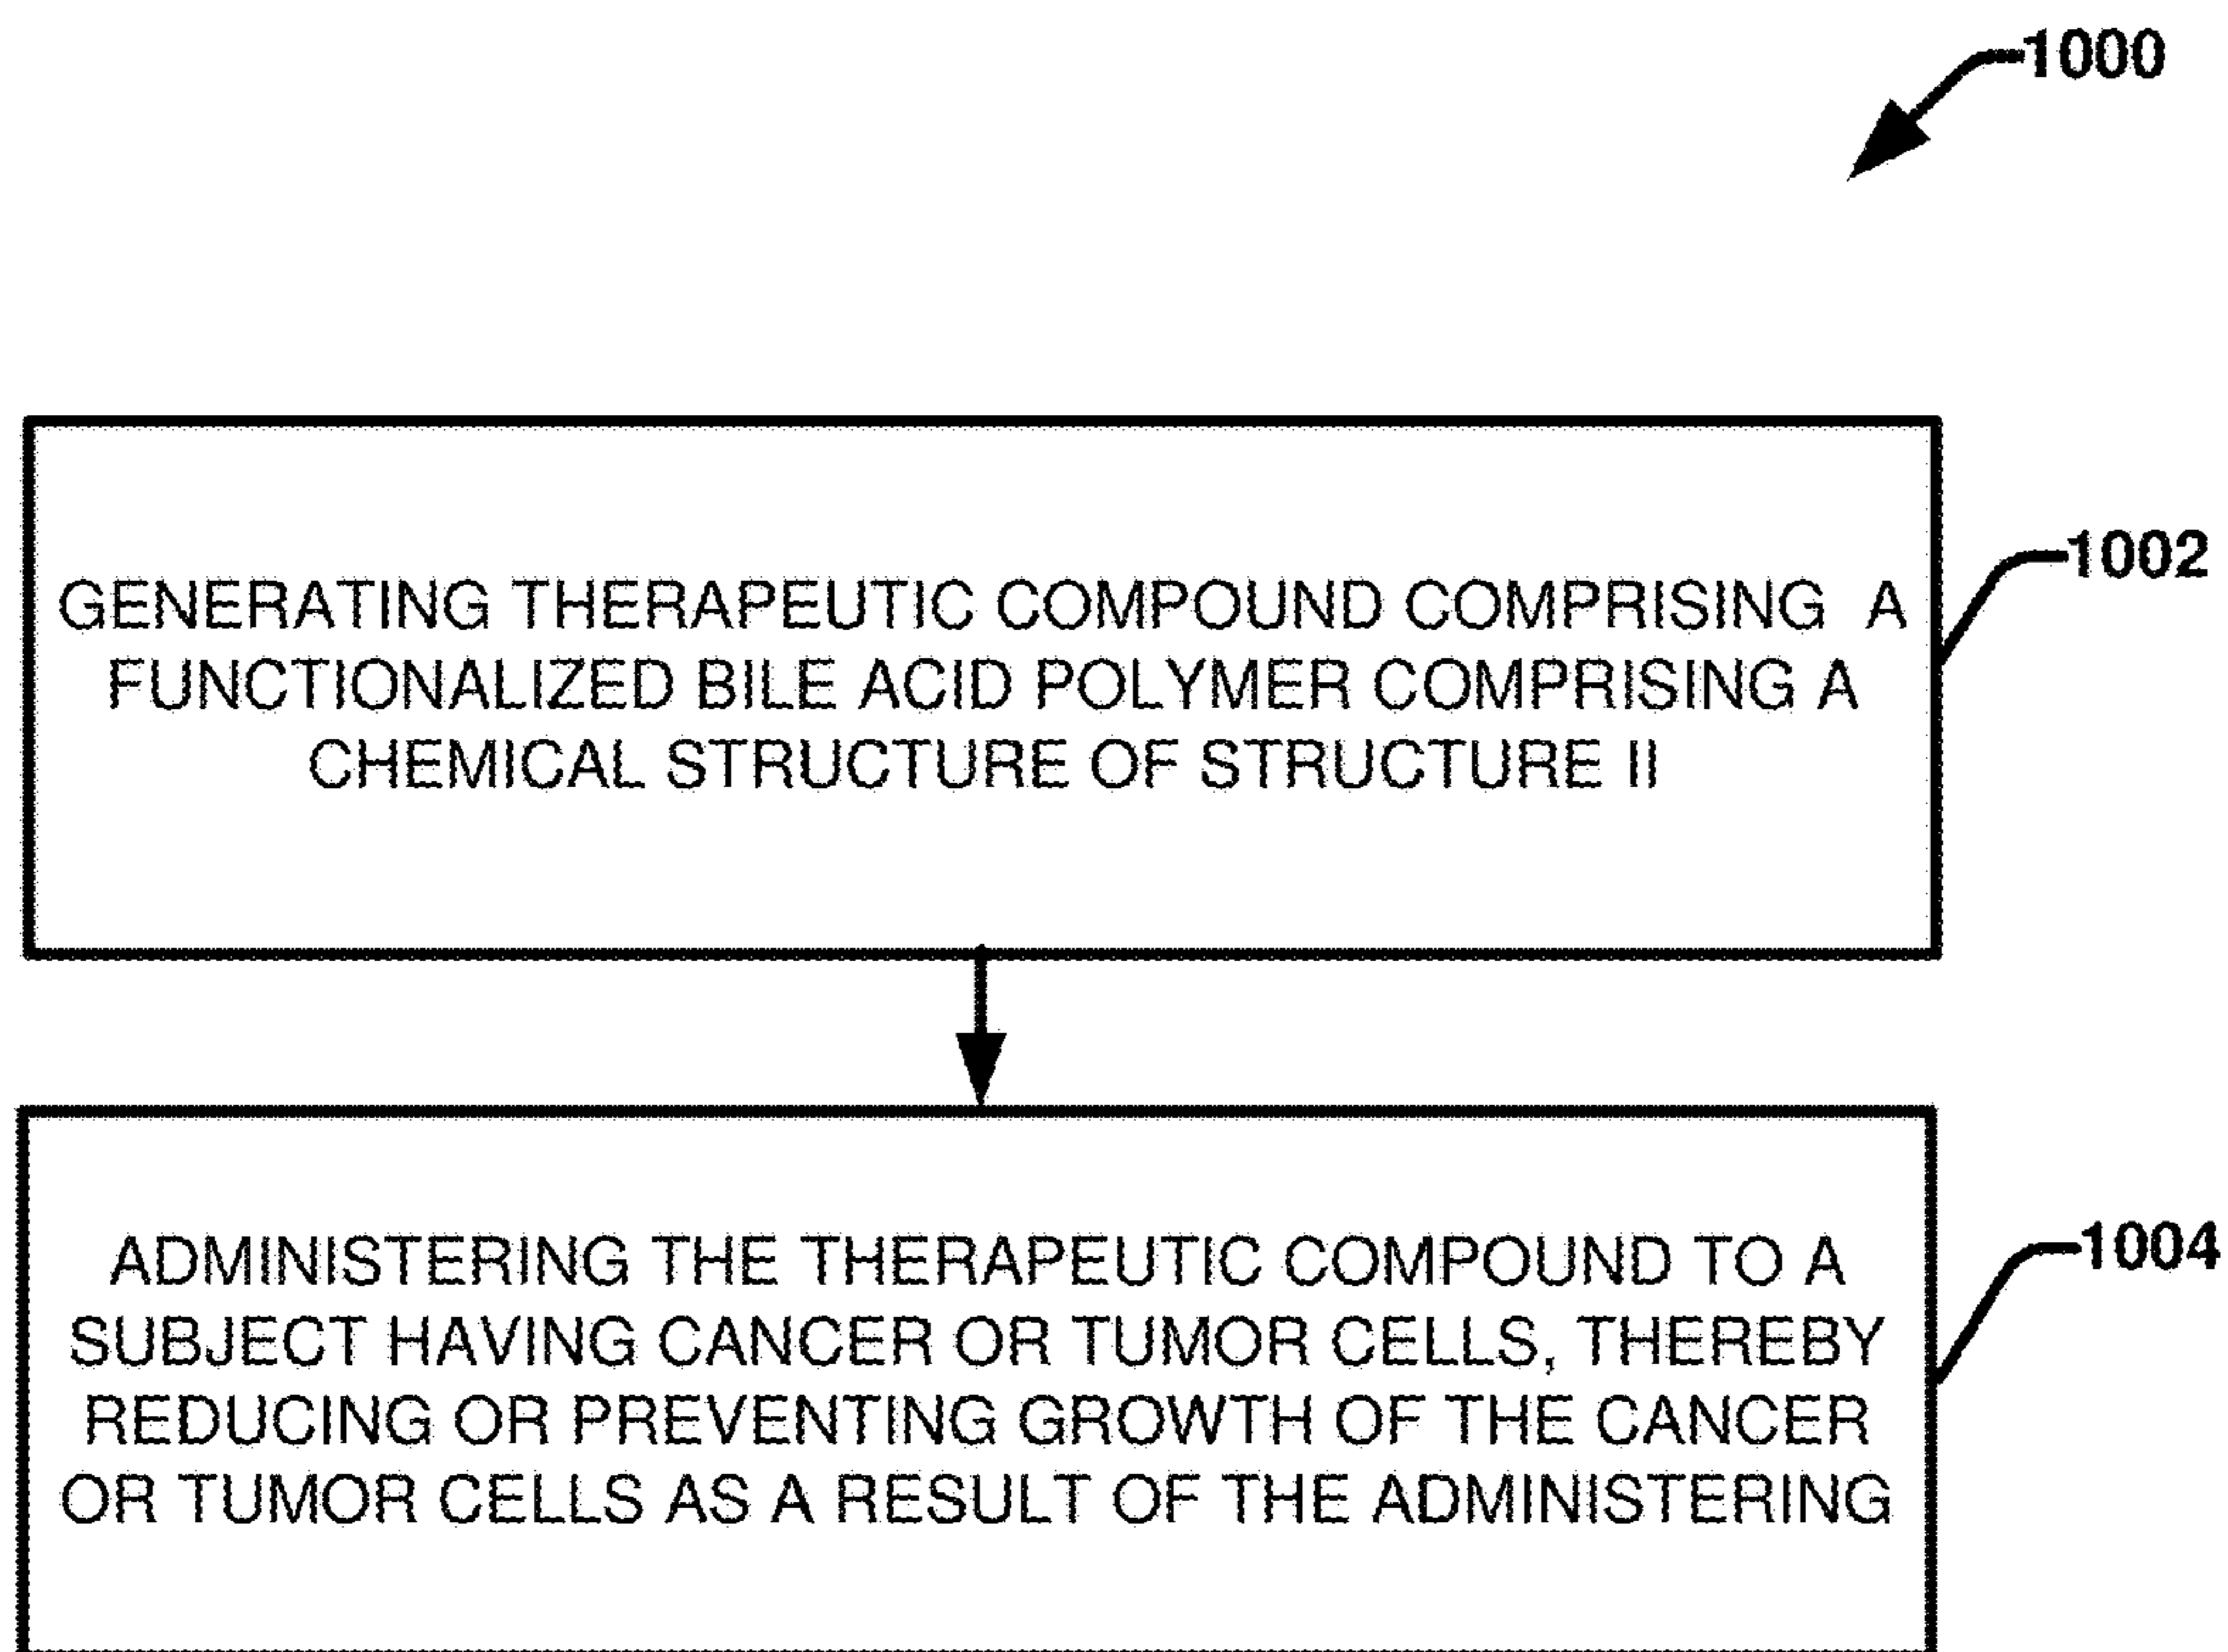 1000
GENERATING THERAPEUTIC COMPOUND COMPRISING A
FUNCTIONALIZED BILE ACID POLYMER COMPRISING A
CHEMICAL STRUCTURE OF STRUCTURE II
1002
ADMINISTERING THE THERAPEUTIC COMPOUND TO A
SUBJECT HAVING CANCER OR TUMOR CELLS, THEREBY
REDUCING OR PREVENTING GROWTH OF THE CANCER
OR TUMOR CELLS AS A RESULT OF THE ADMINISTERING
1004